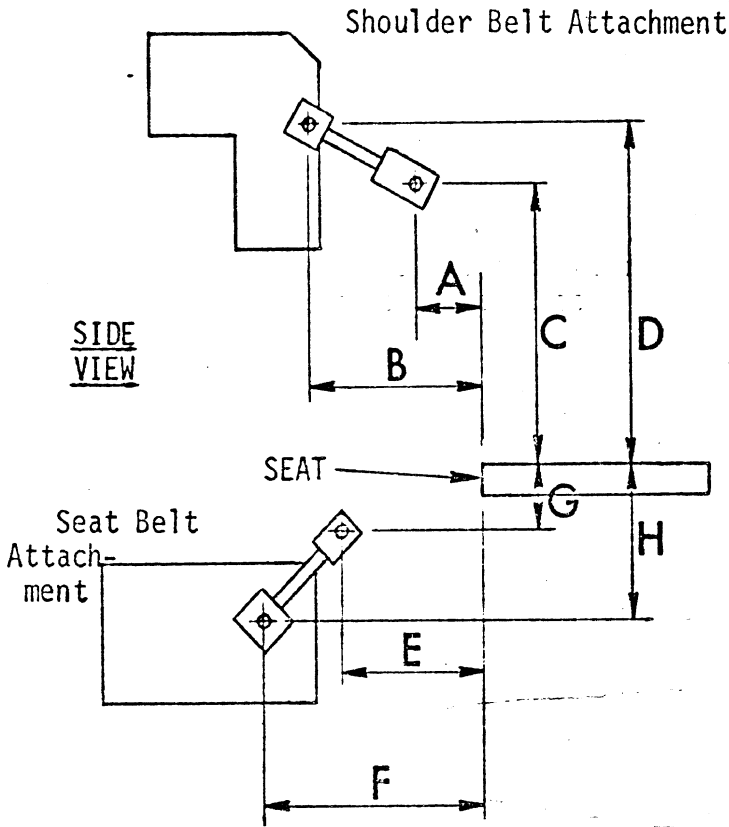 Shoulder Belt Attachment
A
C
D
SIDE
VIEW
B
SEAT
G
Seat Belt
Attach-
ment
H
E
F